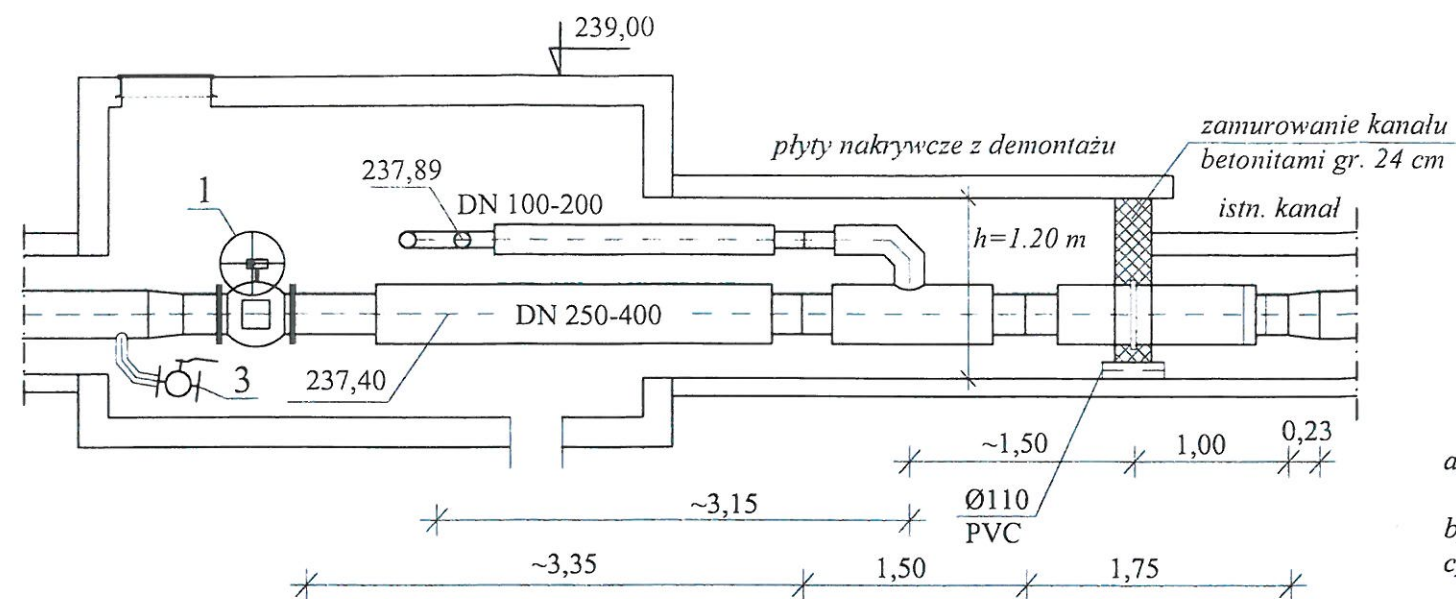 239,00
zamurowanie kanału
betonitami gr. 24 cm
płyty nakrywcze z demontażu
237,89
1
DN 100-200
istn. kanał
h=1.20 m
DN 250-400
3
237,40
~1,50
1,00
0,23
a
~3,15
Ø110
PVC
b
~3,35
1,50
1,75
c,